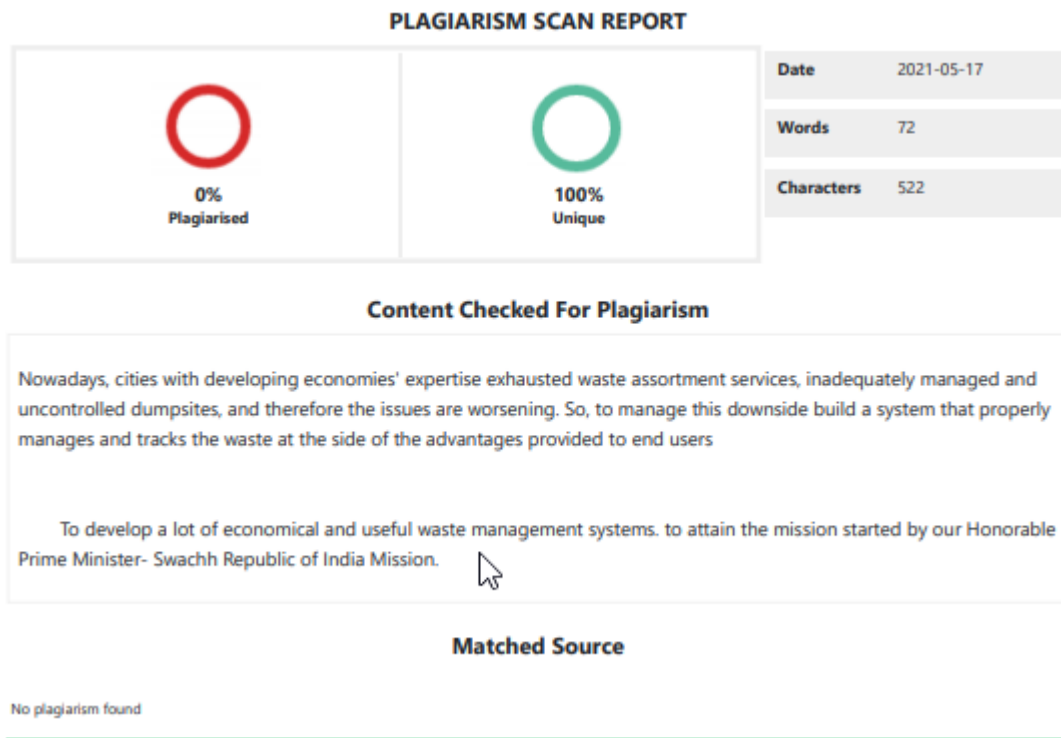 PLAGIARISM SCAN REPORT
0%
Plagiarised
100%
Unique
Date 2021-05-17
Words 72
Characters 522
Content Checked For Plagiarism
Nowadays, cities with developing economies' expertise exhausted waste assortment services, inadequately managed and
uncontrolled dumpsites, and therefore the issues are worsening. So, to manage this downside build a system that properly
manages and tracks the waste at the side of the advantages provided to end users
To develop a lot of economical and useful waste management systems. to attain the mission started by our Honorable
Prime Minister- Swachh Republic of India Mission.
Matched Source
No plagiarism found